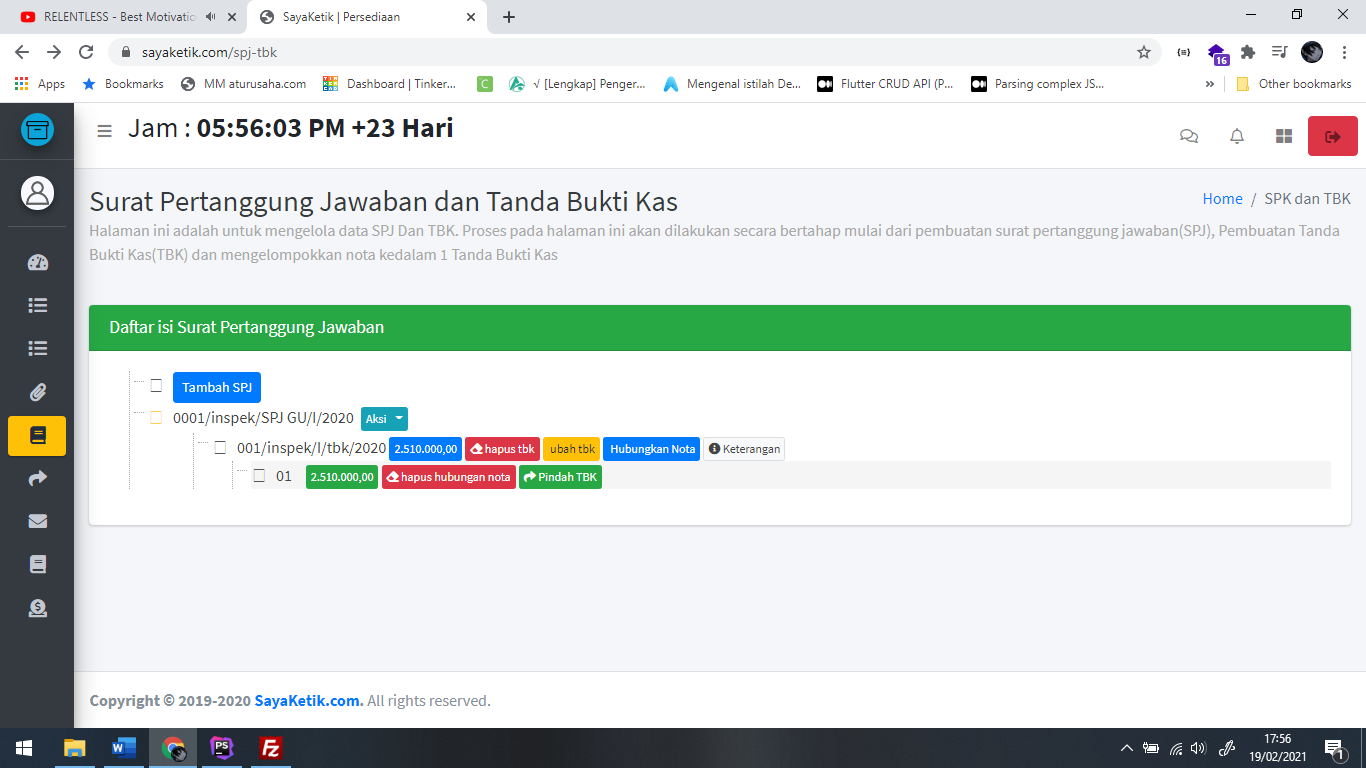 RELENTLESS - Best Motivatio
SayaKetik | Persediaan
sayaketik.com/spj-tbk
16
Apps
Bookmarks
MM aturusaha.com
Dashboard | Tinker...
C
√ [Lengkap] Penger...
Mengenal istilah De...
Flutter CRUD API (P...
Parsing complex JS...
»
Other bookmarks
Jam : 05:56:03 PM +23 Hari
Surat Pertanggung Jawaban dan Tanda Bukti Kas
Home / SPK dan TBK
Halaman ini adalah untuk mengelola data SPJ Dan TBK. Proses pada halaman ini akan dilakukan secara bertahap mulai dari pembuatan surat pertanggung jawaban(SPJ), Pembuatan Tanda
Bukti Kas(TBK) dan mengelompokkan nota kedalam 1 Tanda Bukti Kas
Daftar isi Surat Pertanggung Jawaban
Tambah SPJ
0001/inspek/SPJ GU/I/2020 Aksi
001/inspek/I/tbk/2020 2.510.000,00 hapus tbk ubah tbk Hubungkan Nota Keterangan
01 2.510.000,00 hapus hubungan nota Pindah TBK
Copyright © 2019-2020 SayaKetik.com. All rights reserved.
W
PS
FZ
17:56
19/02/2021
1